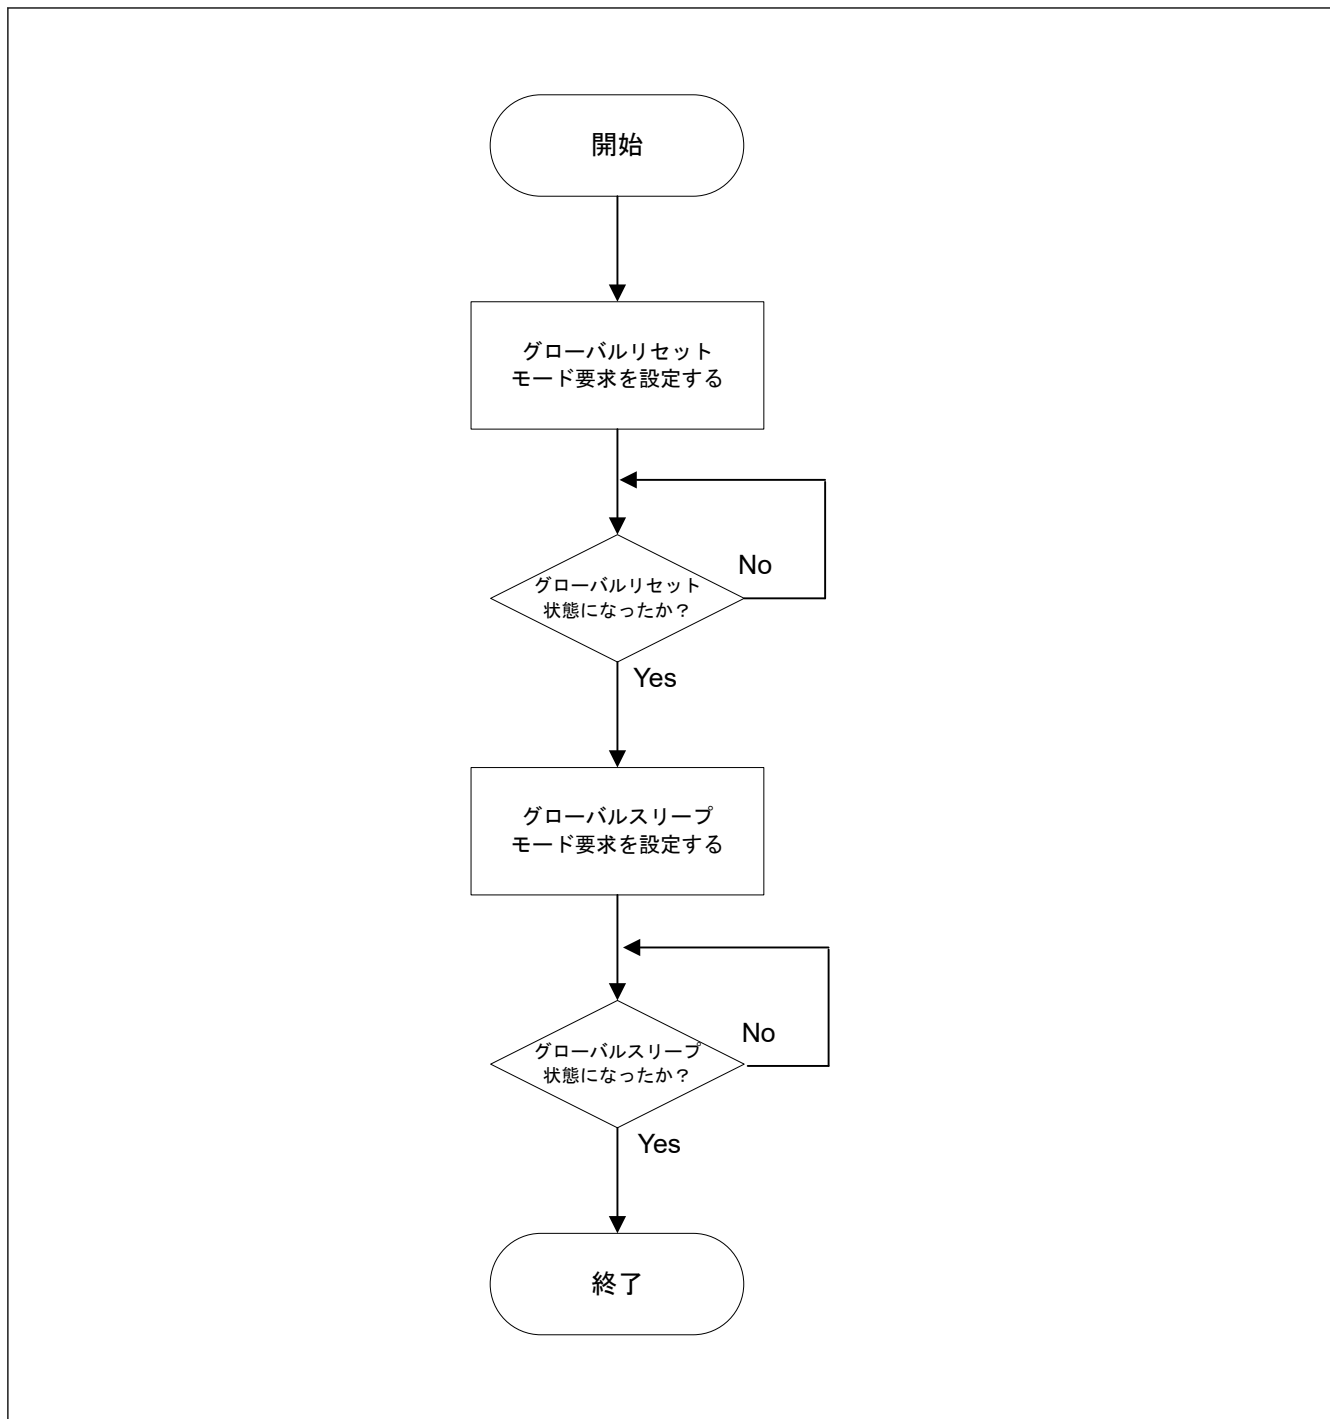 開始
グローバルリセット
モード要求を設定する
No
グローバルリセット
状態になったか？
Yes
グローバルスリープ
モード要求を設定する
No
グローバルスリープ
状態になったか？
Yes
終了